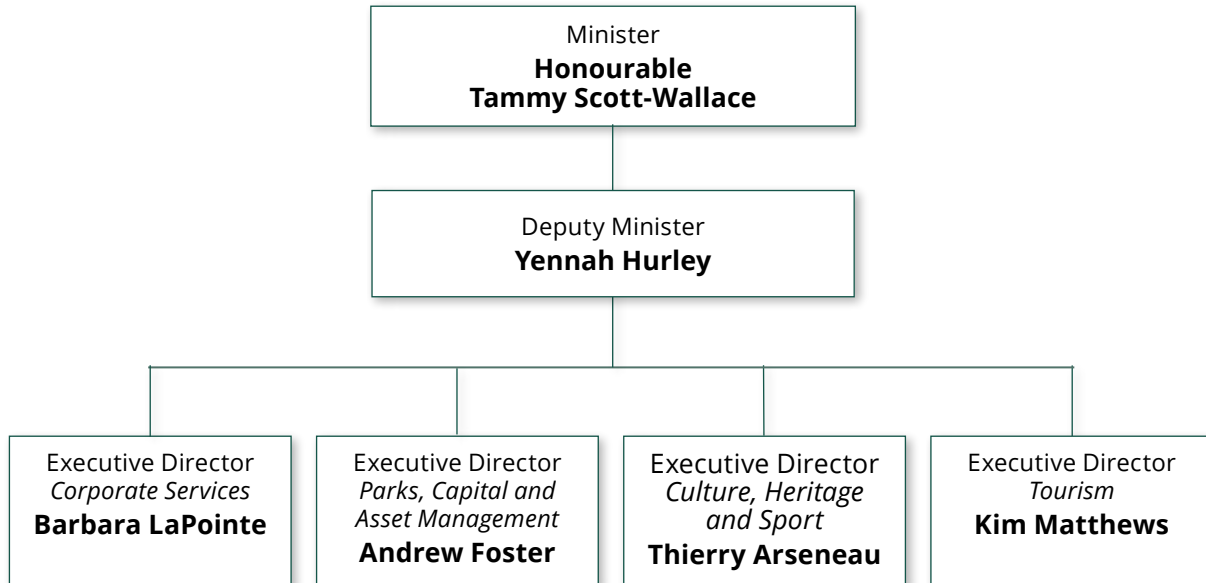 Minister
Honourable
Tammy Scott-Wallace
Deputy Minister
Yennah Hurley
Executive Director
Corporate Services
Barbara LaPointe
Executive Director
Parks, Capital and
Asset Management
Andrew Foster
Executive Director
Culture, Heritage
and Sport
Thierry Arseneau
Executive Director
Tourism
Kim Matthews